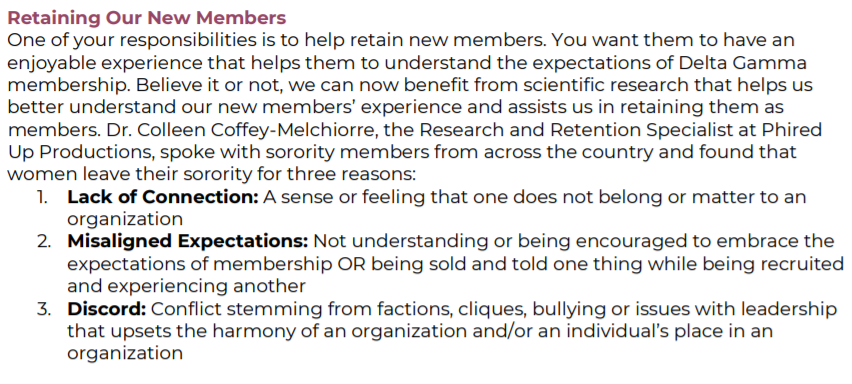 Retaining Our New Members
One of your responsibilities is to help retain new members. You want them to have an
enjoyable experience that helps them to understand the expectations of Delta Gamma
membership. Believe it or not, we can now benefit from scientific research that helps us
better understand our new members’ experience and assists us in retaining them as
members. Dr. Colleen Coffey-Melchiorre, the Research and Retention Specialist at Phired
Up Productions, spoke with sorority members from across the country and found that
women leave their sorority for three reasons:
1. Lack of Connection: A sense or feeling that one does not belong or matter to an
organization
2. Misaligned Expectations: Not understanding or being encouraged to embrace the
expectations of membership OR being sold and told one thing while being recruited
and experiencing another
3. Discord: Conflict stemming from factions, cliques, bullying or issues with leadership
that upsets the harmony of an organization and/or an individual’s place in an
organization